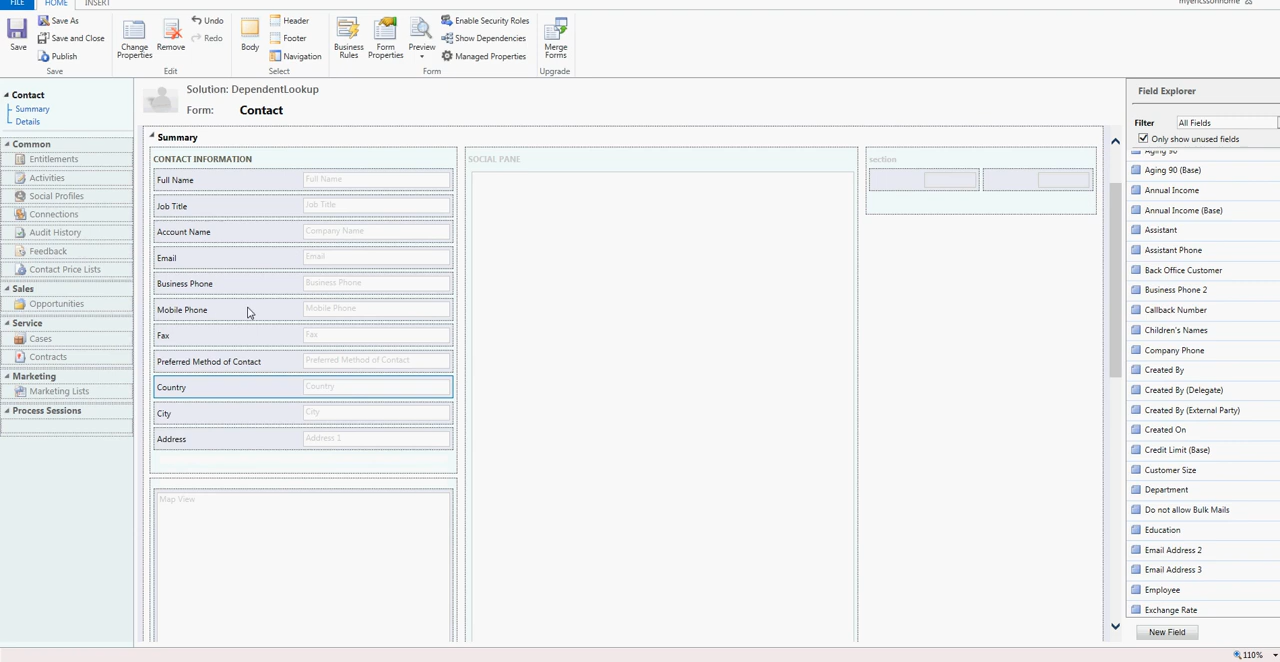 FILE
HOME
INSERT
myericssonhome
Save
Save As
Save and Close
Publish
Save
Change Properties
Remove
Undo
Redo
Edit
Body
Header
Footer
Navigation
Select
Business Rules
Form Properties
Preview
Enable Security Roles
Show Dependencies
Managed Properties
Form
Merge Forms
Upgrade
Contact
Summary
Details
Common
Entitlements
Activities
Social Profiles
Connections
Audit History
Feedback
Contact Price Lists
Sales
Opportunities
Service
Cases
Contracts
Marketing
Marketing Lists
Process Sessions
Solution: DependentLookup
Form: Contact
Summary
CONTACT INFORMATION
Full Name Full Name
Job Title Job Title
Account Name Company Name
Email Email
Business Phone Business Phone
Mobile Phone Mobile Phone
Fax Fax
Preferred Method of Contact Preferred Method of Contact
Country Country
City City
Address Address 1
Map View
SOCIAL PANE
section
Field Explorer
Filter All Fields
Only show unused fields
Aging 90
Aging 90 (Base)
Annual Income
Annual Income (Base)
Assistant
Assistant Phone
Back Office Customer
Business Phone 2
Callback Number
Children's Names
Company Phone
Created By
Created By (Delegate)
Created By (External Party)
Created On
Credit Limit (Base)
Customer Size
Department
Do not allow Bulk Mails
Education
Email Address 2
Email Address 3
Employee
Exchange Rate
New Field
110%